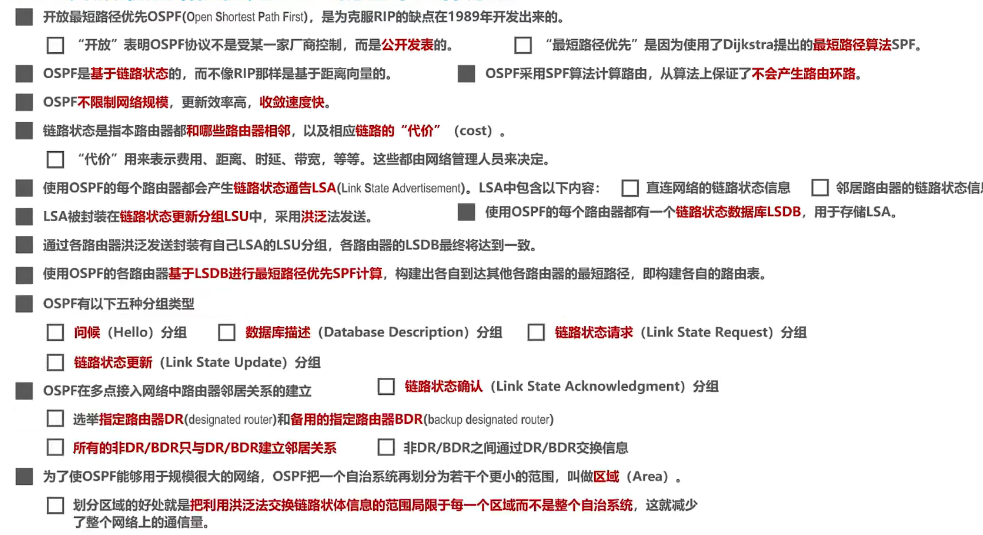 开放最短路径优先OSPF(Open Shortest Path First)，是为克服RIP的缺点在1989年开发出来的。
“开放”表明OSPF协议不是受某一家厂商控制，而是公开发表的。
“最短路径优先”是因为使用了Dijkstra提出的最短路径算法SPF。
OSPF是基于链路状态的，而不像RIP那样是基于距离向量的。
OSPF采用SPF算法计算路由，从算法上保证了不会产生路由环路。
OSPF不限制网络规模，更新效率高，收敛速度快。
链路状态是指本路由器都和哪些路由器相邻，以及相应链路的“代价”（cost）。
“代价”用来表示费用、距离、时延、带宽，等等。这些都由网络管理人员来决定。
使用OSPF的每个路由器都会产生链路状态通告LSA(Link State Advertisement)。LSA中包含以下内容：
直连网络的链路状态信息
邻居路由器的链路状态信
LSA被封装在链路状态更新分组LSU中，采用洪泛法发送。
使用OSPF的每个路由器都有一个链路状态数据库LSDB，用于存储LSA。
通过各路由器洪泛发送封装有自己LSA的LSU分组，各路由器的LSDB最终将达到一致。
使用OSPF的各路由器基于LSDB进行最短路径优先SPF计算，构建出各自到达其他各路由器的最短路径，即构建各自的路由表。
OSPF有以下五种分组类型
问候（Hello）分组
数据库描述（Database Description）分组
链路状态请求（Link State Request）分组
链路状态更新（Link State Update）分组
链路状态确认（Link State Acknowledgment）分组
OSPF在多点接入网络中路由器邻居关系的建立
选举指定路由器DR(designated router)和备用的指定路由器BDR(backup designated router)
所有的非DR/BDR只与DR/BDR建立邻居关系
非DR/BDR之间通过DR/BDR交换信息
为了使OSPF能够用于规模很大的网络，OSPF把一个自治系统再划分为若干个更小的范围，叫做区域（Area）。
划分区域的好处就是把利用洪泛法交换链路状体信息的范围局限于每一个区域而不是整个自治系统，这就减少
了整个网络上的通信量。